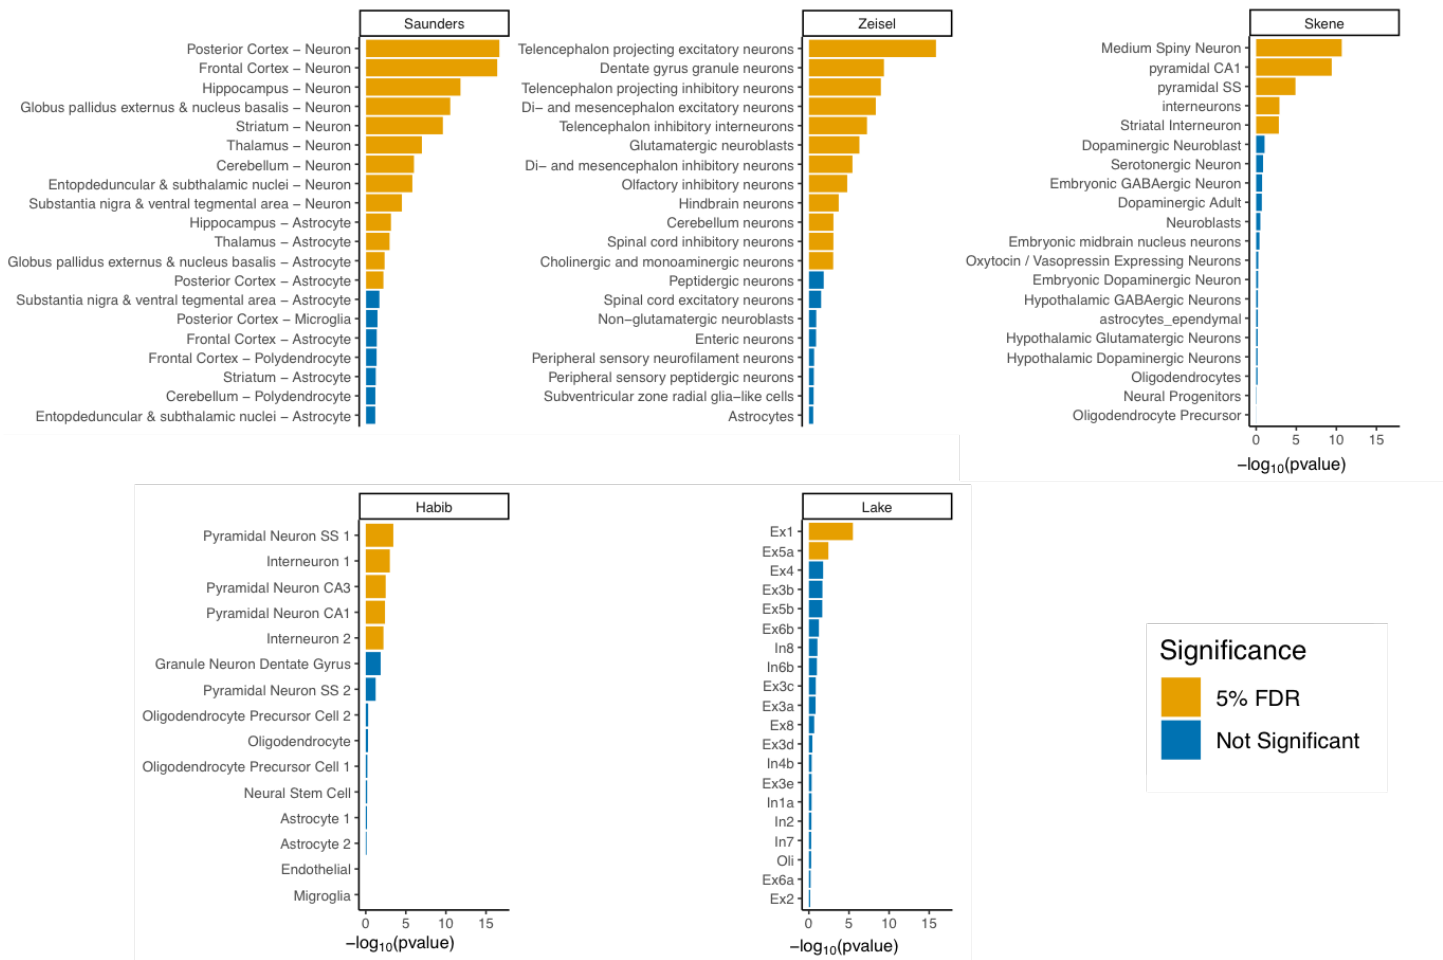 Saunders
Posterior Cortex – Neuron
Frontal Cortex – Neuron
Hippocampus – Neuron
Globus pallidus externus & nucleus basalis – Neuron
Striatum – Neuron
Thalamus – Neuron
Cerebellum – Neuron
Entopdeduncular & subthalamic nuclei – Neuron
Substantia nigra & ventral tegmental area – Neuron
Hippocampus – Astrocyte
Thalamus – Astrocyte
Globus pallidus externus & nucleus basalis – Astrocyte
Posterior Cortex – Astrocyte
Substantia nigra & ventral tegmental area – Astrocyte
Posterior Cortex – Microglia
Frontal Cortex – Astrocyte
Frontal Cortex – Polydendrocyte
Striatum – Astrocyte
Cerebellum – Polydendrocyte
Entopdeduncular & subthalamic nuclei – Astrocyte
Zeisel
Telencephalon projecting excitatory neurons
Dentate gyrus granule neurons
Telencephalon projecting inhibitory neurons
Di– and mesencephalon excitatory neurons
Telencephalon inhibitory interneurons
Glutamatergic neuroblasts
Di– and mesencephalon inhibitory neurons
Olfactory inhibitory neurons
Hindbrain neurons
Cerebellum neurons
Spinal cord inhibitory neurons
Cholinergic and monoaminergic neurons
Peptidergic neurons
Spinal cord excitatory neurons
Non–glutamatergic neuroblasts
Enteric neurons
Peripheral sensory neurofilament neurons
Peripheral sensory peptidergic neurons
Subventricular zone radial glia–like cells
Astrocytes
Skene
Medium Spiny Neuron
pyramidal CA1
pyramidal SS
interneurons
Striatal Interneuron
Dopaminergic Neuroblast
Serotonergic Neuron
Embryonic GABAergic Neuron
Dopaminergic Adult
Neuroblasts
Embryonic midbrain nucleus neurons
Oxytocin / Vasopressin Expressing Neurons
Embryonic Dopaminergic Neuron
Hypothalamic GABAergic Neurons
astrocytes_ependymal
Hypothalamic Glutamatergic Neurons
Hypothalamic Dopaminergic Neurons
Oligodendrocytes
Neural Progenitors
Oligodendrocyte Precursor
0 5 10 15
−log10(pvalue)
Habib
Pyramidal Neuron SS 1
Interneuron 1
Pyramidal Neuron CA3
Pyramidal Neuron CA1
Interneuron 2
Granule Neuron Dentate Gyrus
Pyramidal Neuron SS 2
Oligodendrocyte Precursor Cell 2
Oligodendrocyte
Oligodendrocyte Precursor Cell 1
Neural Stem Cell
Astrocyte 1
Astrocyte 2
Endothelial
Migroglia
0 5 10 15
−log10(pvalue)
Lake
Ex1
Ex5a
Ex4
Ex3b
Ex5b
Ex6b
In8
In6b
Ex3c
Ex3a
Ex8
Ex3d
In4b
Ex3e
In1a
In2
In7
Oli
Ex6a
Ex2
0 5 10 15
−log10(pvalue)
Significance
5% FDR
Not Significant